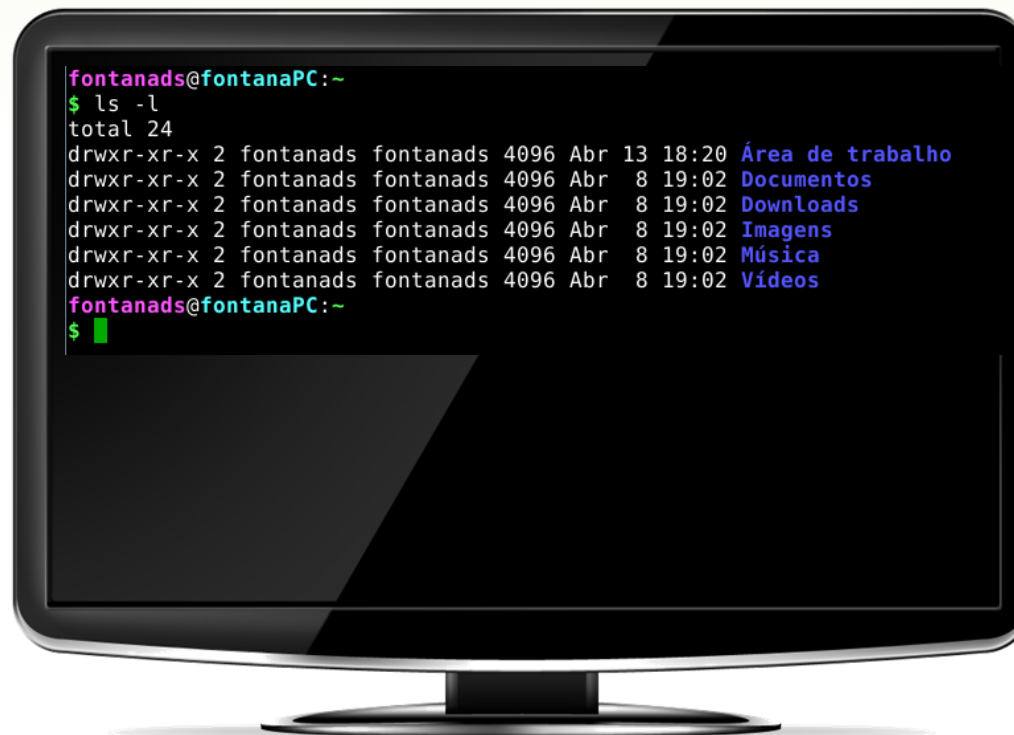 fontanads@fontanaPC:~
$ ls -l
total 24
drwxr-xr-x 2 fontanads fontanads 4096 Abr 13 18:20 Área de trabalho
drwxr-xr-x 2 fontanads fontanads 4096 Abr  8 19:02 Documentos
drwxr-xr-x 2 fontanads fontanads 4096 Abr  8 19:02 Downloads
drwxr-xr-x 2 fontanads fontanads 4096 Abr  8 19:02 Imagens
drwxr-xr-x 2 fontanads fontanads 4096 Abr  8 19:02 Música
drwxr-xr-x 2 fontanads fontanads 4096 Abr  8 19:02 Vídeos
fontanads@fontanaPC:~
$